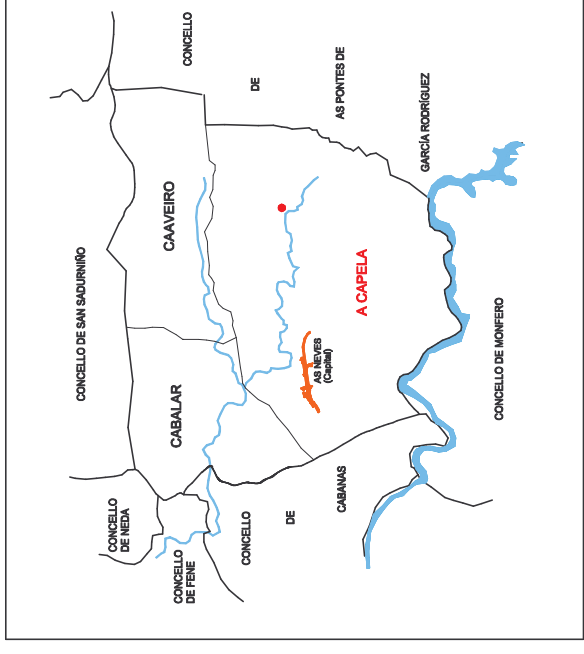 CONCELLO DE SAN SADURNIÑO
CONCELLO
DE NEDA
CABALAR
CAAVEIRO
CONCELLO
DE FENE
CONCELLO
DE
AS PONTES DE
GARCÍA RODRÍGUEZ
CONCELLO
DE
CABANAS
AS NEVES
(Capital)
A CAPELA
CONCELLO DE MONFERO